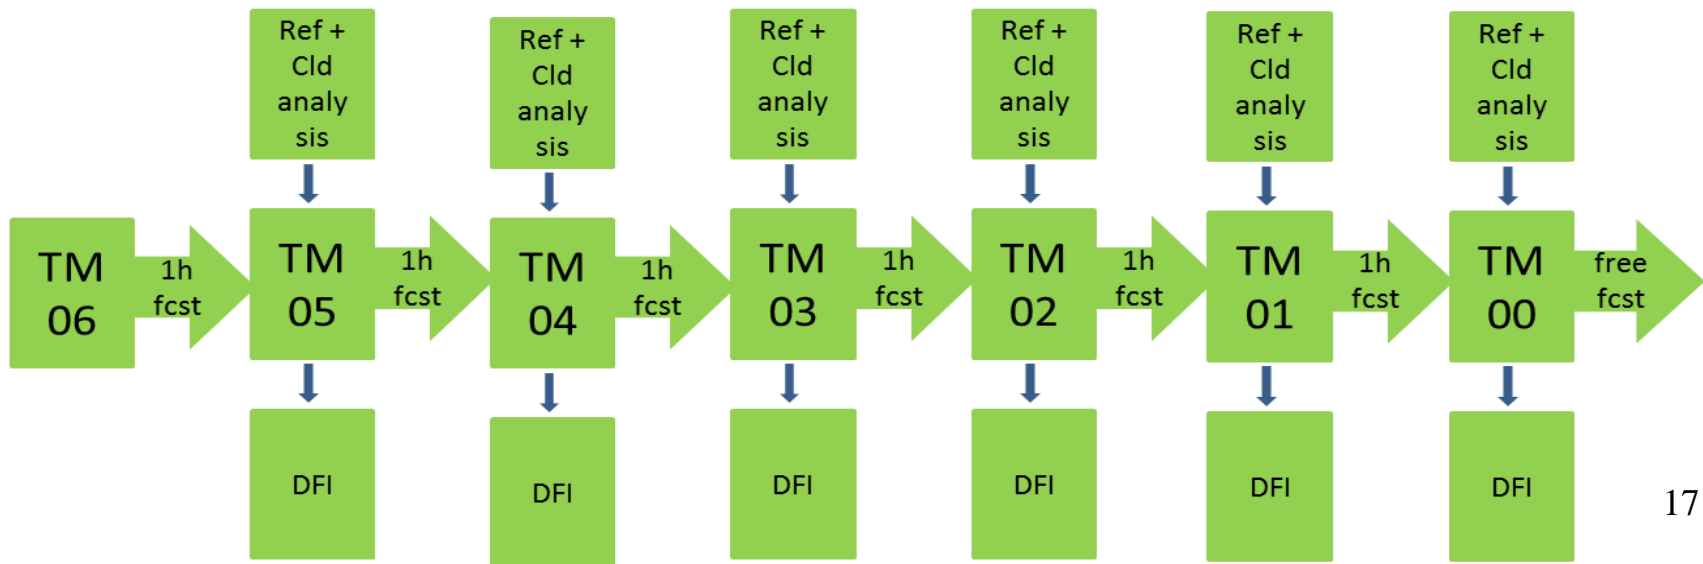 Ref +
Cld
analy
sis
Ref +
Cld
analy
sis
Ref +
Cld
analy
sis
Ref +
Cld
analy
sis
Ref +
Cld
analy
sis
Ref +
Cld
analy
sis
TM
06
1h
fcst
TM
05
1h
fcst
TM
04
1h
fcst
TM
03
1h
fcst
TM
02
1h
fcst
TM
01
1h
fcst
TM
00
free
fcst
DFI
DFI
DFI
DFI
DFI
DFI
17